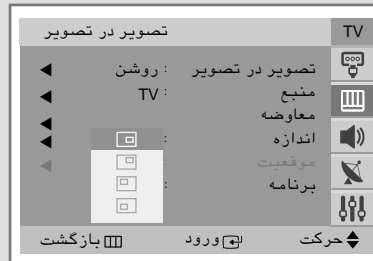 TV
تصویر در تصویر
تصویر در تصویر : روشن
منبع : TV
معاوضه
اندازه :
موقعیت :
برنامه :
حرکت ورود بازگشت